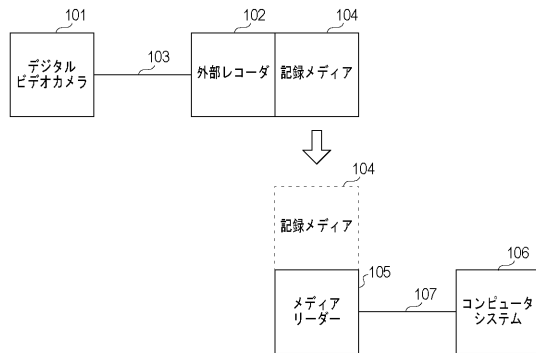 101
102
104
デジタル
ビデオカメラ
103
外部レコーダ
記録メディア
104
記録メディア
105
106
メディア
リーダー
107
コンピュータ
システム